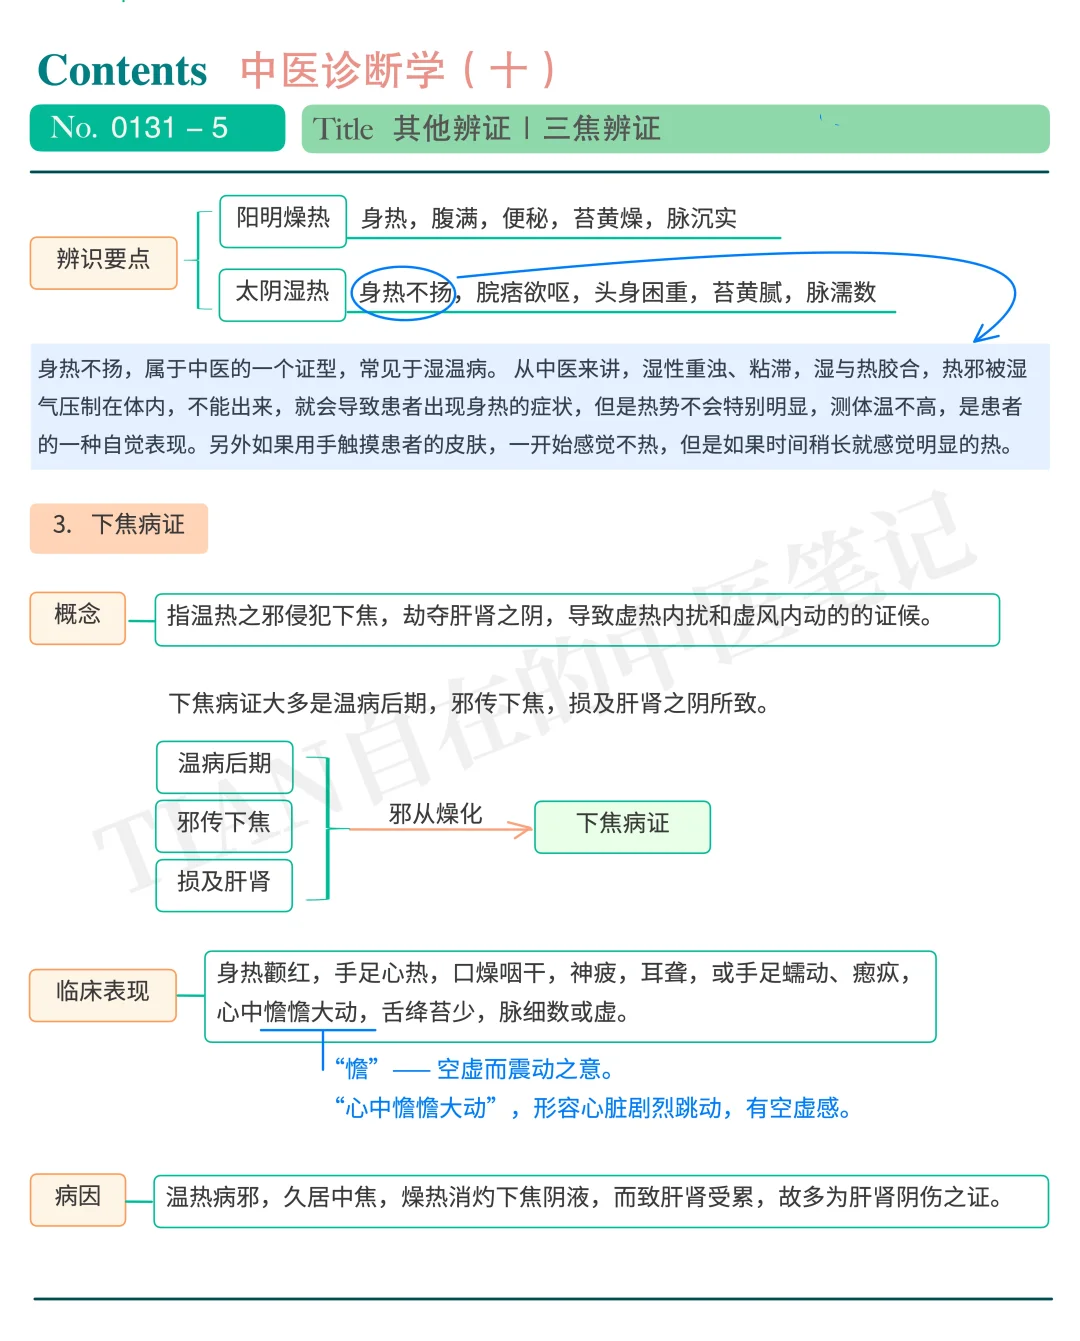 Contents 中医诊断学（十）
No. 0131 – 5 Title 其他辨证 | 三焦辨证
阳明燥热 身热，腹满，便秘，苔黄燥，脉沉实
辨识要点
太阴湿热 身热不扬，脘痞欲呕，头身困重，苔黄腻，脉濡数
身热不扬，属于中医的一个证型，常见于湿温病。 从中医来讲，湿性重浊、粘滞，湿与热胶合，热邪被湿
气压制在体内，不能出来，就会导致患者出现身热的症状，但是热势不会特别明显，测体温不高，是患者
的一种自觉表现。另外如果用手触摸患者的皮肤，一开始感觉不热，但是如果时间稍长就感觉明显的热。
3. 下焦病证
概念 指温热之邪侵犯下焦，劫夺肝肾之阴，导致虚热内扰和虚风内动的的证候。
下焦病证大多是温病后期，邪传下焦，损及肝肾之阴所致。
温病后期
邪传下焦 邪从燥化 下焦病证
损及肝肾
临床表现 身热颧红，手足心热，口燥咽干，神疲，耳聋，或手足蠕动、瘛疭，
心中憺憺大动，舌绛苔少，脉细数或虚。
“憺” —— 空虚而震动之意。
“心中憺憺大动”，形容心脏剧烈跳动，有空虚感。
病因 温热病邪，久居中焦，燥热消灼下焦阴液，而致肝肾受累，故多为肝肾阴伤之证。
TIAN自在的中医笔记